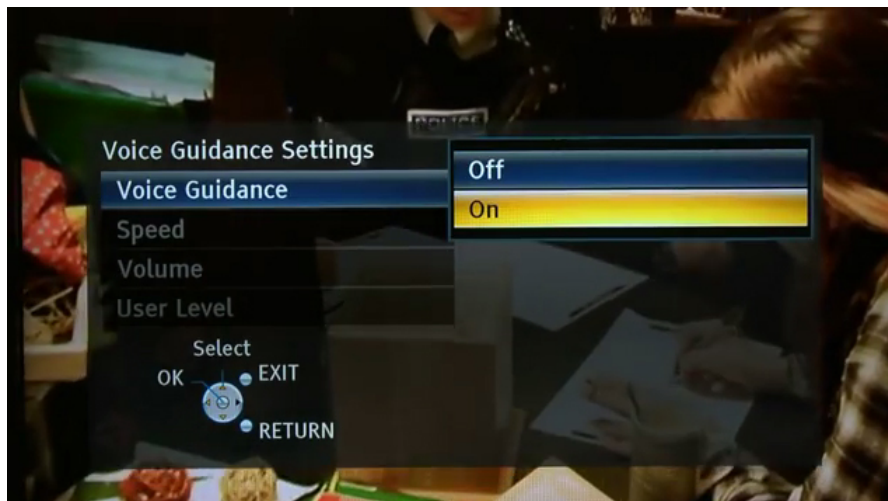 POLICE
Voice Guidance Settings
Voice Guidance
Off
On
Speed
Volume
User Level
Select
OK
EXIT
RETURN